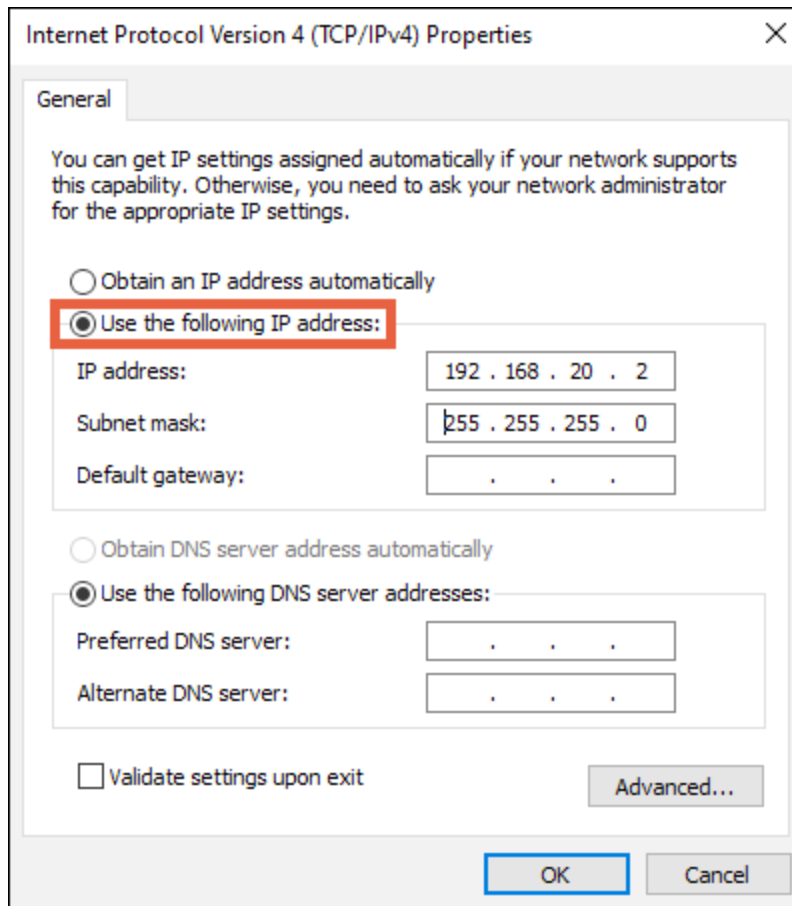 Internet Protocol Version 4 (TCP/IPv4) Properties
General
You can get IP settings assigned automatically if your network supports
this capability. Otherwise, you need to ask your network administrator
for the appropriate IP settings.
Obtain an IP address automatically
Use the following IP address:
IP address: 192 . 168 . 20 . 2
Subnet mask: 255 . 255 . 255 . 0
Default gateway: . . .
Obtain DNS server address automatically
Use the following DNS server addresses:
Preferred DNS server: . . .
Alternate DNS server: . . .
Validate settings upon exit
Advanced...
OK Cancel